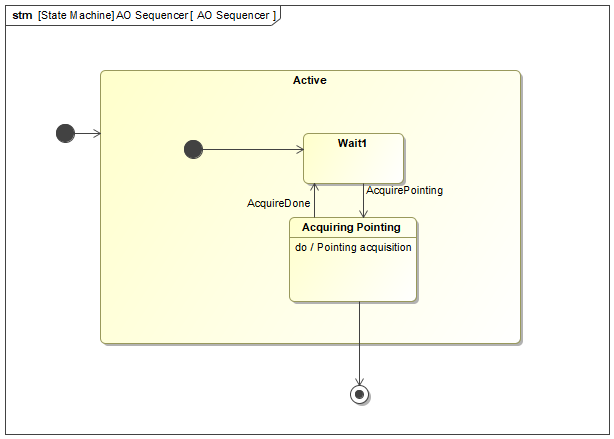 stm [State Machine] AO Sequencer [ AO Sequencer ]
Active
Wait1
AcquirePointing
AcquireDone
Acquiring Pointing
do / Pointing acquisition